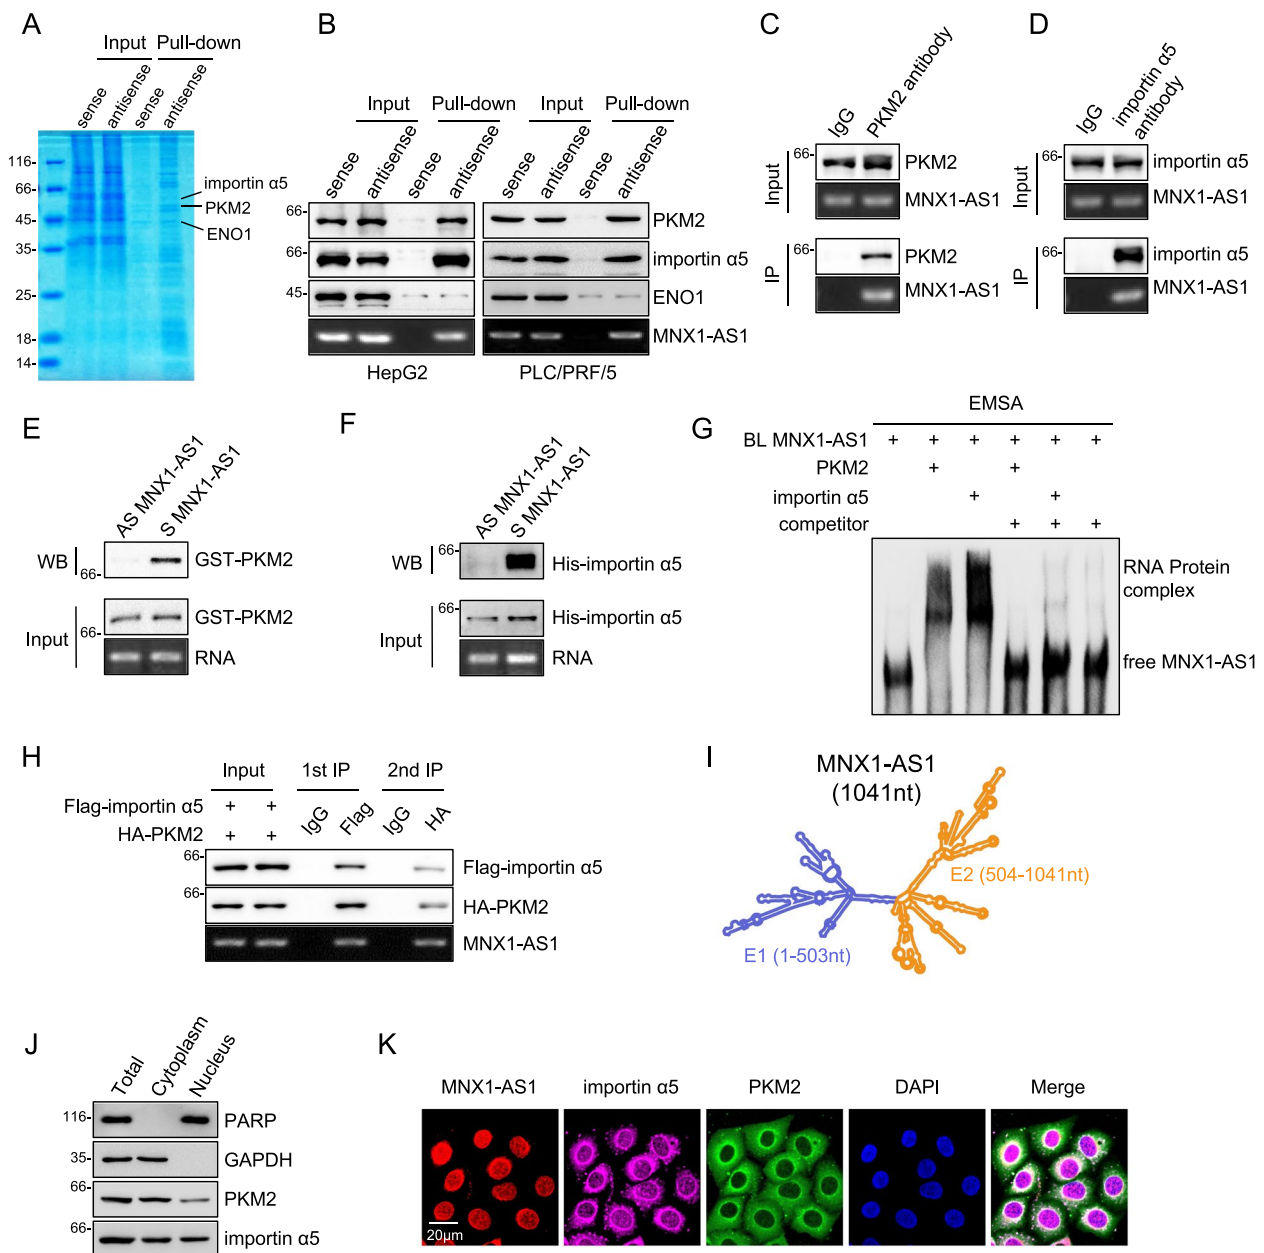 A
Input Pull-down
sense antisense sense antisense
116-
66-
45-
35-
25-
18-
14-
importin α5
PKM2
ENO1
B
Input Pull-down Input Pull-down
sense antisense sense antisense sense antisense sense antisense
66-
66-
45-
PKM2
importin α5
ENO1
MNX1-AS1
HepG2 PLC/PRF/5
C
IgG PKM2 antibody
Input
66-
PKM2
MNX1-AS1
IP
PKM2
MNX1-AS1
D
IgG importin α5
antibody
Input
66-
importin α5
MNX1-AS1
IP
66-
importin α5
MNX1-AS1
E
AS MNX1-AS1 S MNX1-AS1
WB
66-
GST-PKM2
Input
66-
GST-PKM2
RNA
F
AS MNX1-AS1 S MNX1-AS1
WB
66-
His-importin α5
Input
66-
His-importin α5
RNA
G
EMSA
BL MNX1-AS1 + + + + + +
PKM2 + +
importin α5 + +
competitor + + +
RNA Protein
complex
free MNX1-AS1
H
Input 1st IP 2nd IP
Flag-importin α5 + +
HA-PKM2 + +
IgG Flag IgG HA
66-
Flag-importin α5
66-
HA-PKM2
MNX1-AS1
I
MNX1-AS1
(1041nt)
E2 (504-1041nt)
E1 (1-503nt)
J
Total Cytoplasm Nucleus
116-
PARP
35-
GAPDH
66-
PKM2
66-
importin α5
K
MNX1-AS1 importin α5 PKM2 DAPI Merge
20μm